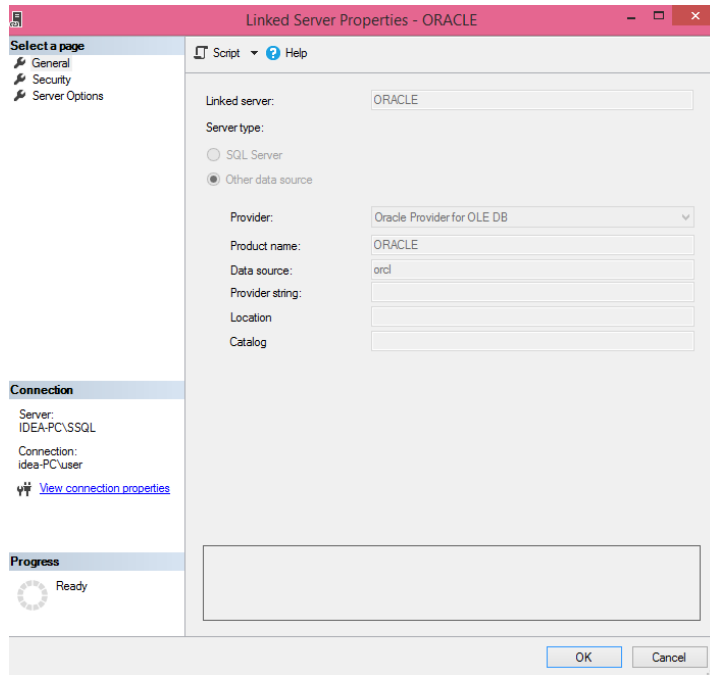 Linked Server Properties - ORACLE
Select a page
General
Security
Server Options
Script
Help
Linked server:
ORACLE
Server type:
SQL Server
Other data source
Provider:
Oracle Provider for OLE DB
Product name:
ORACLE
Data source:
orcl
Provider string:
Location
Catalog
Connection
Server:
IDEA-PC\SSQL
Connection:
idea-PC\user
View connection properties
Progress
Ready
OK
Cancel